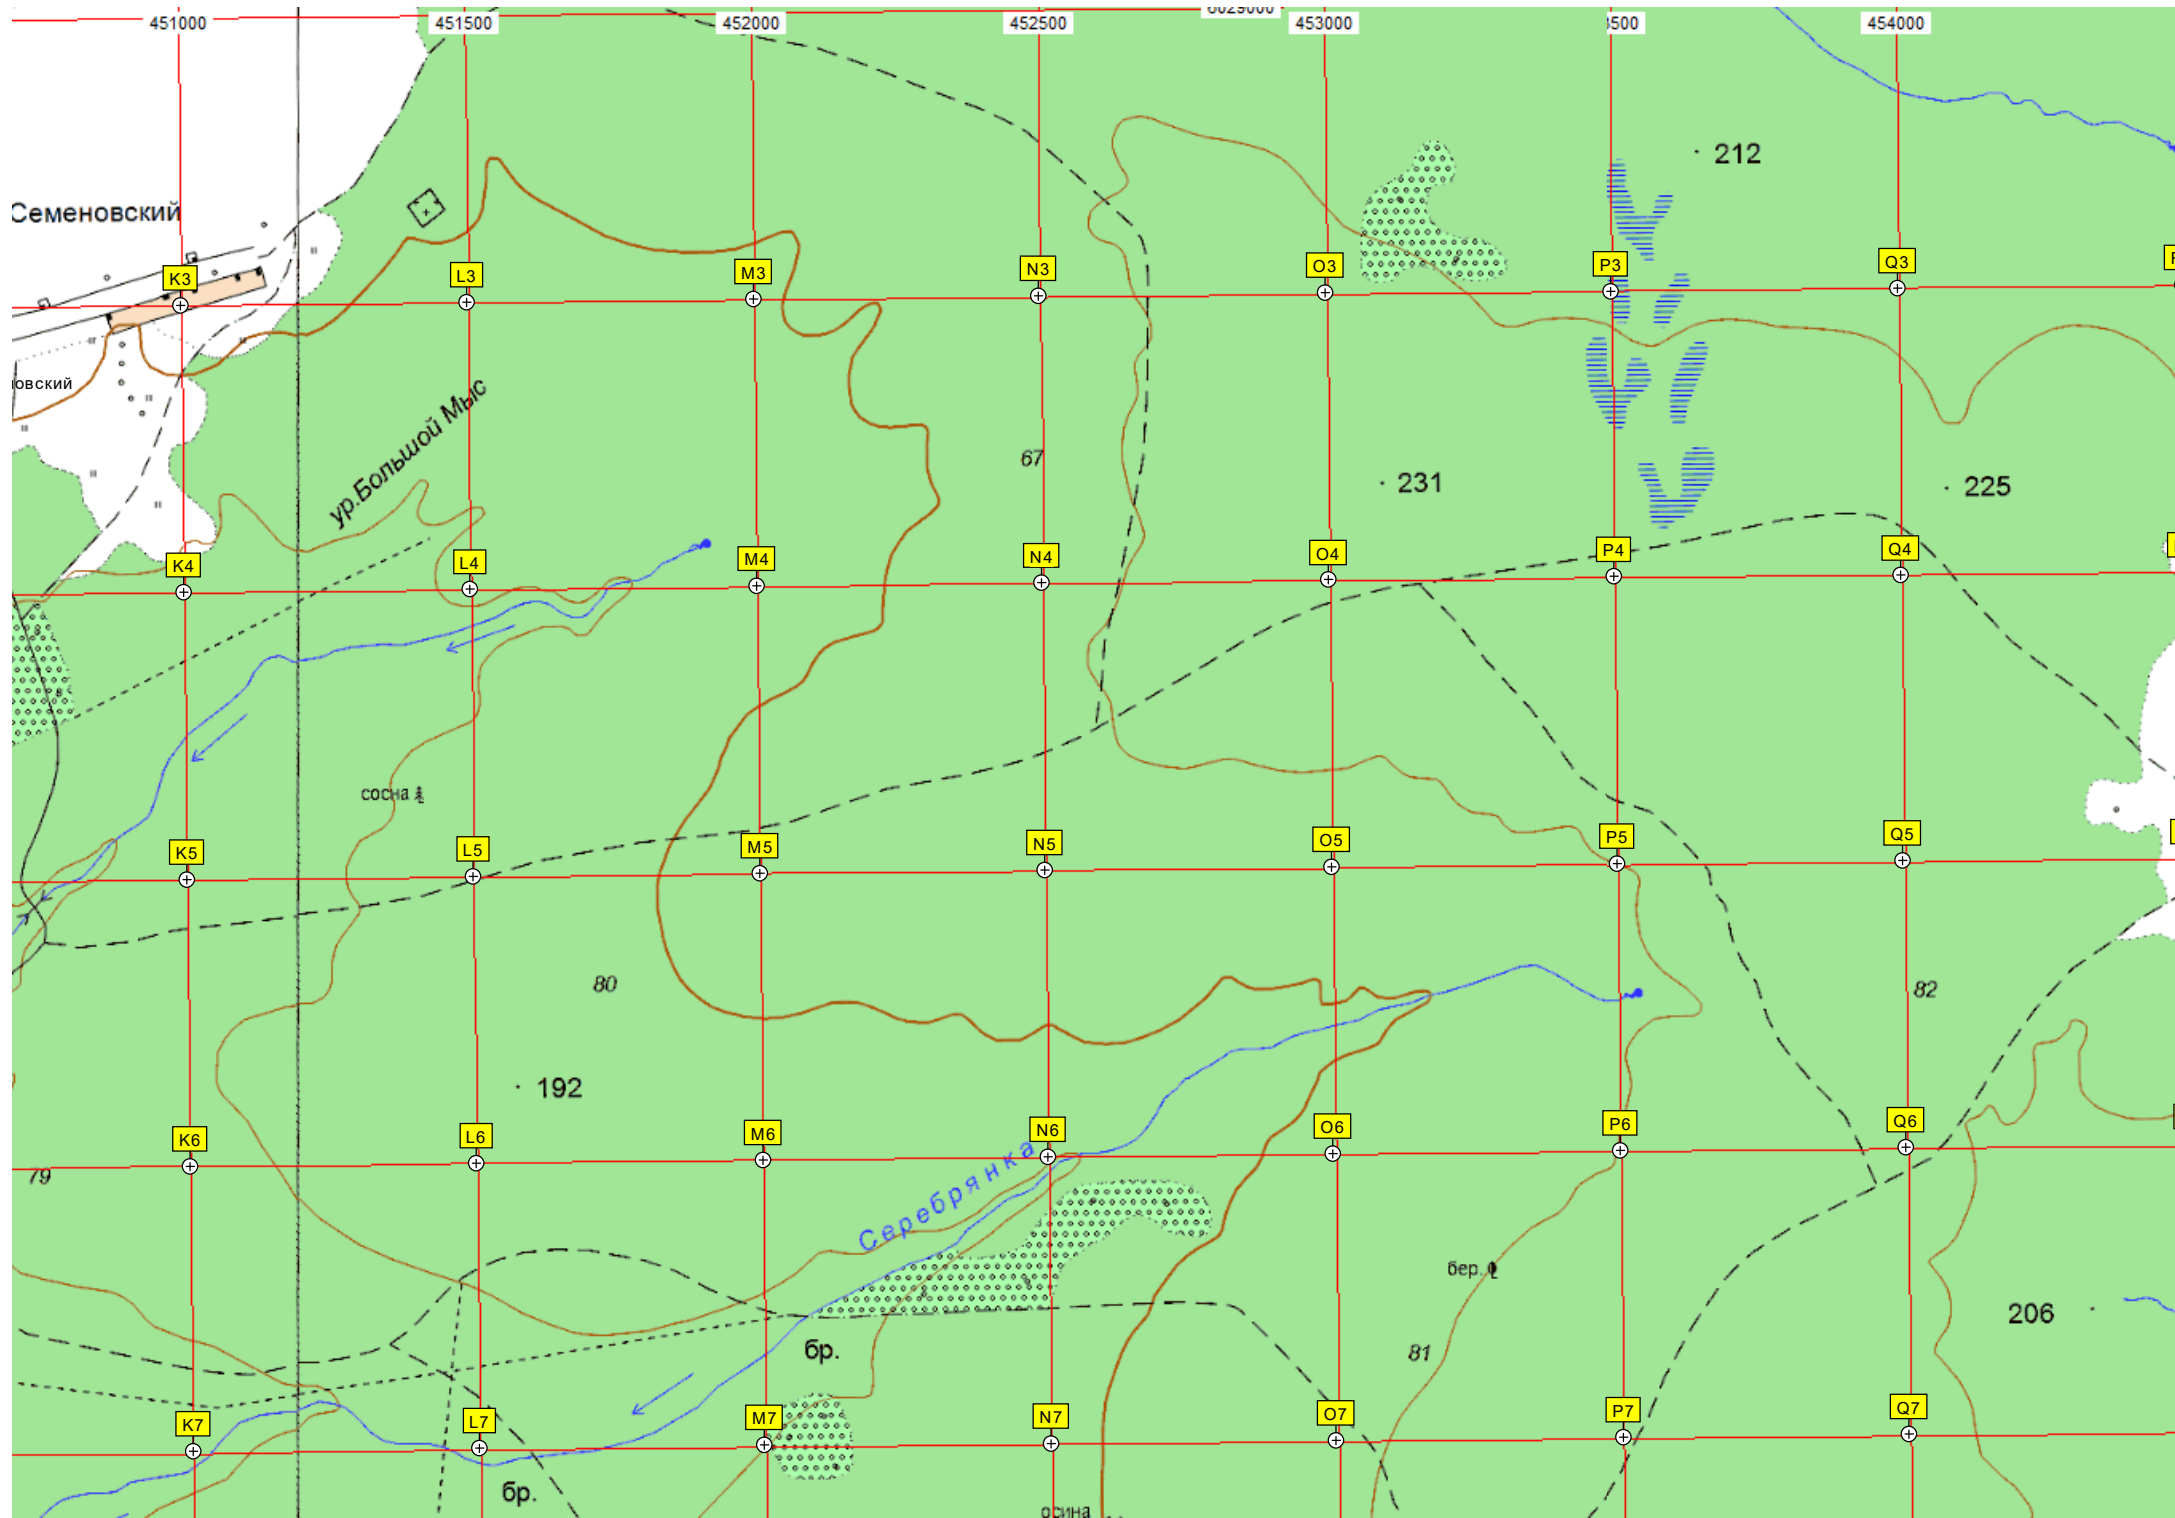 6029000
451000 451500 452000 452500 453000 454000
212
Семеновский
K3 L3 M3 N3 O3 P3 Q3
ур.Большой Мыс
67
231
225
K4 L4 M4 N4 O4 P4 Q4
сосна
K5 L5 M5 N5 O5 P5 Q5
80
82
192
K6 L6 M6 N6 O6 P6 Q6
79
Серебрянка
бер.
206
бр.
81
K7 L7 M7 N7 O7 P7 Q7
бр.
осина